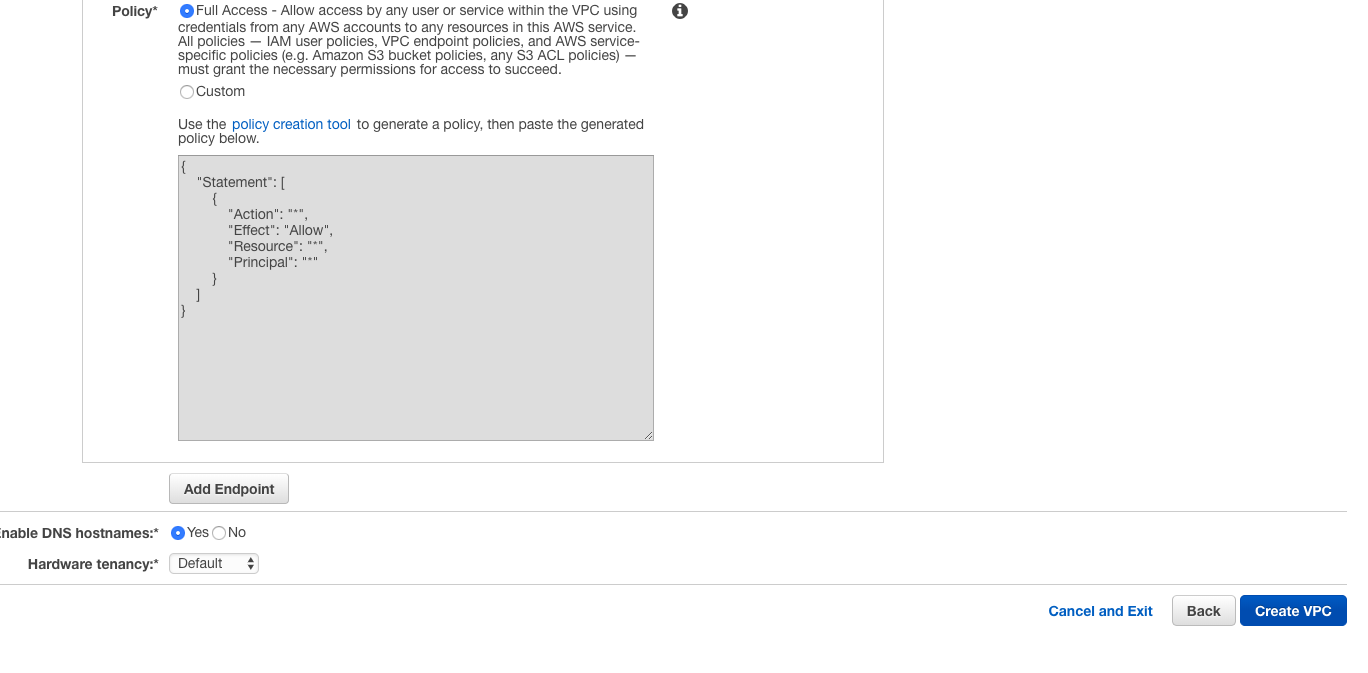 Policy* Full Access - Allow access by any user or service within the VPC using
credentials from any AWS accounts to any resources in this AWS service.
All policies — IAM user policies, VPC endpoint policies, and AWS service-
specific policies (e.g. Amazon S3 bucket policies, any S3 ACL policies) —
must grant the necessary permissions for access to succeed.
Custom
Use the policy creation tool to generate a policy, then paste the generated
policy below.
{
"Statement": [
{
"Action": "*",
"Effect": "Allow",
"Resource": "*",
"Principal": "*"
}
]
}
Add Endpoint
nable DNS hostnames:* Yes No
Hardware tenancy:* Default
Cancel and Exit Back Create VPC